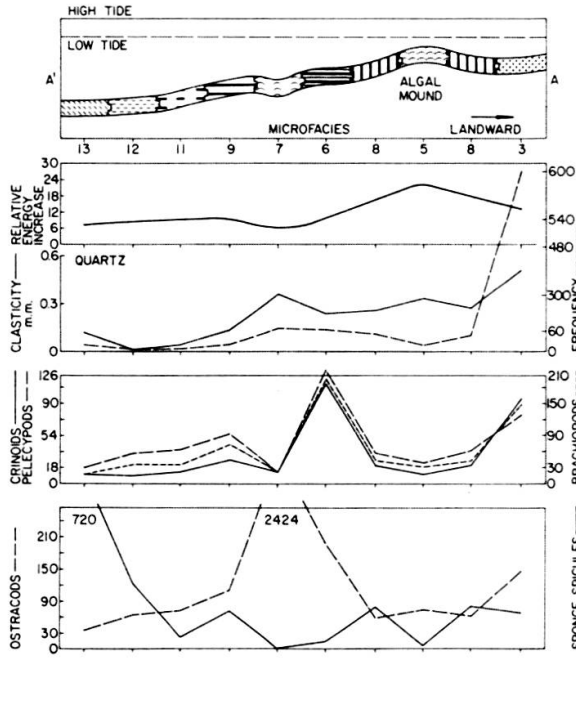 HIGH TIDE
LOW TIDE
A'
A
ALGAL
MOUND
MICROFACIES
LANDWARD
13 12 11 9 7 6 8 5 8 3
RELATIVE
ENERGY
INCREASE
30
24
18
12
6
0
600
540
480
QUARTZ
CLASTICITY
m.m.
0.6
0.3
0
300
60
0
FREQUENCY
CRINOIDS
PELECYPODS
126
90
54
18
0
210
150
90
30
0
720
2424
OSTRACODS
210
150
90
30
0
SPONGE SPICULES